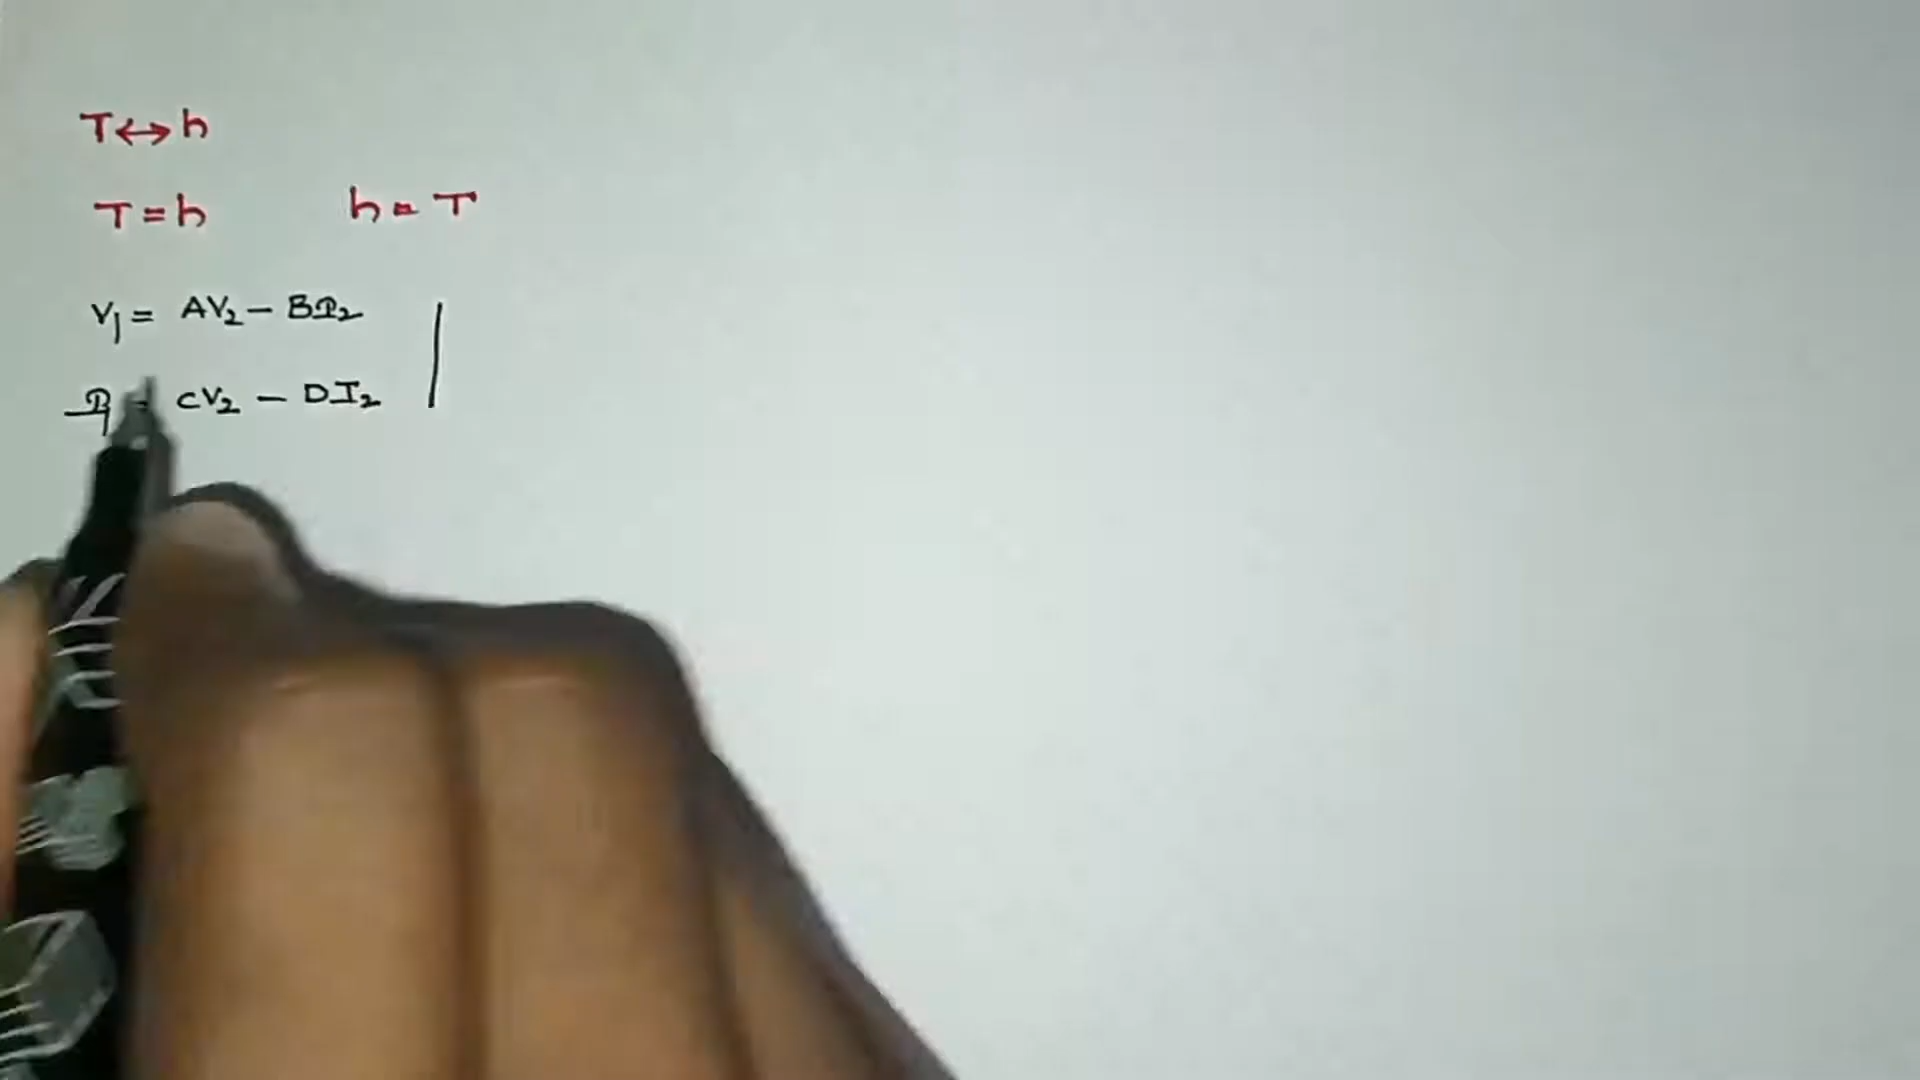 T↔h
T=h h=T
V₁= AV₂- BI₂
I₁= CV₂ - DI₂